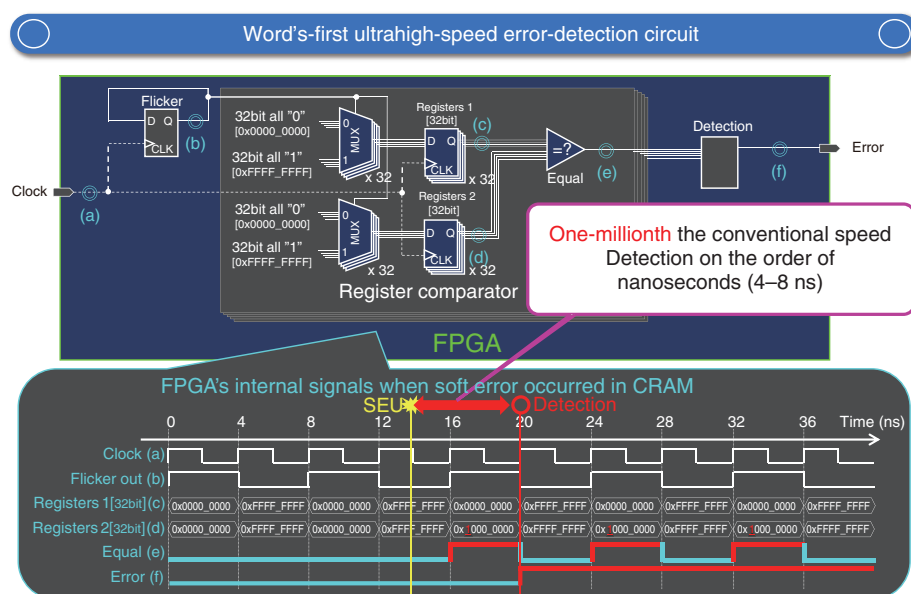 Word's-first ultrahigh-speed error-detection circuit
Flicker
D Q
CLK
(b)
Clock
(a)
32bit all "0"
[0x0000_0000]
32bit all "1"
[0xFFFF_FFFF]
0
1
MUX
x 32
Registers 1
[32bit]
(c)
D Q
CLK
x 32
32bit all "0"
[0x0000_0000]
32bit all "1"
[0xFFFF_FFFF]
0
1
MUX
x 32
Registers 2
[32bit]
D Q
CLK
(d)
x 32
=?
Equal
(e)
Detection
(f)
Error
Register comparator
FPGA
One-millionth the conventional speed
Detection on the order of
nanoseconds (4–8 ns)
FPGA's internal signals when soft error occurred in CRAM
SEU
Detection
0 4 8 12 16 20 24 28 32 36 Time (ns)
Clock (a)
Flicker out (b)
Registers 1[32bit](c) 0x0000_0000 0xFFFF_FFFF 0x0000_0000 0xFFFF_FFFF 0x0000_0000 0xFFFF_FFFF 0x0000_0000 0xFFFF_FFFF 0x0000_0000 0xFFFF_FFFF
Registers 2[32bit](d) 0x0000_0000 0xFFFF_FFFF 0x0000_0000 0xFFFF_FFFF 0x1000_0000 0xFFFF_FFFF 0x1000_0000 0xFFFF_FFFF 0x1000_0000 0xFFFF_FFFF
Equal (e)
Error (f)